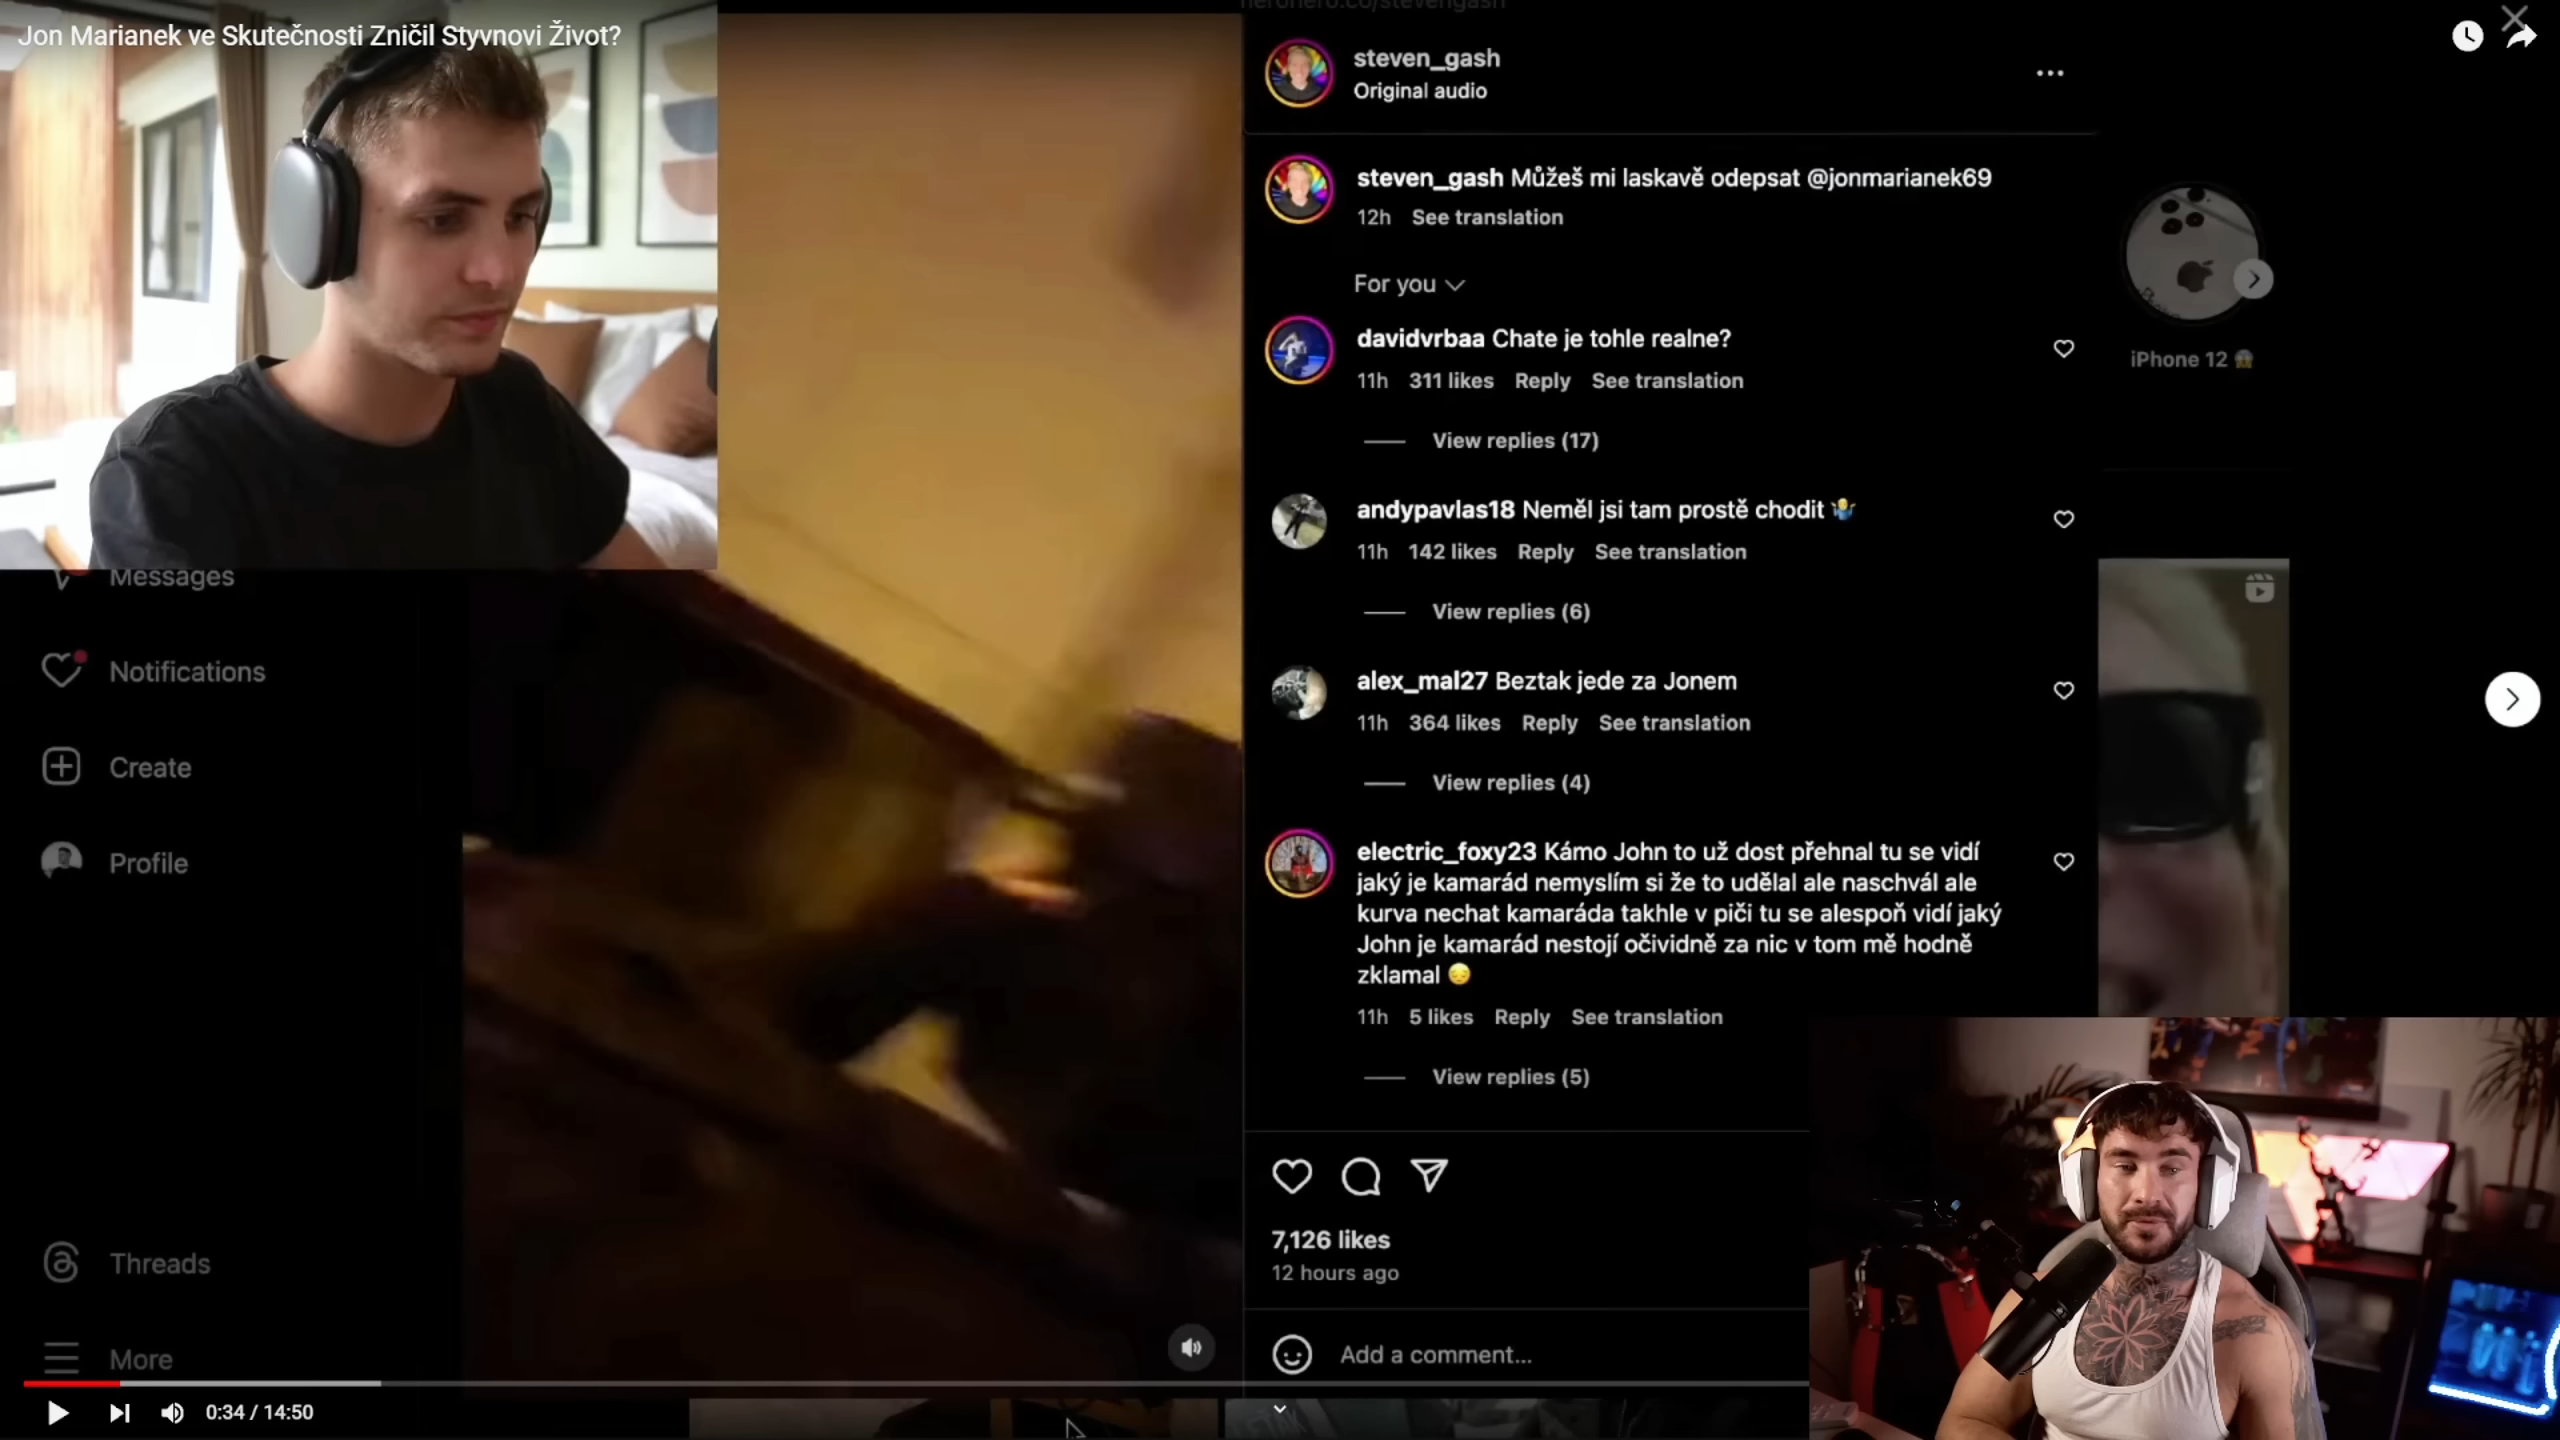 Jon Marianek ve Skutečnosti Zničil Styvnovi Život?
steven_gash
Original audio
steven_gash Můžeš mi laskavě odepsat @jonmarianek69
12h See translation
For you
davidvrbaa Chate je tohle realne?
11h 311 likes Reply See translation
View replies (17)
andypavlas18 Neměl jsi tam prostě chodit 🤷‍♂️
11h 142 likes Reply See translation
View replies (6)
alex_mal27 Beztak jede za Jonem
11h 364 likes Reply See translation
View replies (4)
electric_foxy23 Kámo John to už dost přehnal tu se vidí
jaký je kamarád nemyslím si že to udělal ale naschvál ale
kurva nechat kamaráda takhle v piči tu se alespoň vidí jaký
John je kamarád nestojí očividně za nic v tom mě hodně
zklamal 😔
11h 5 likes Reply See translation
View replies (5)
7,126 likes
12 hours ago
Add a comment...
iPhone 12 😱
Messages
Notifications
Create
Profile
Threads
More
0:34 / 14:50